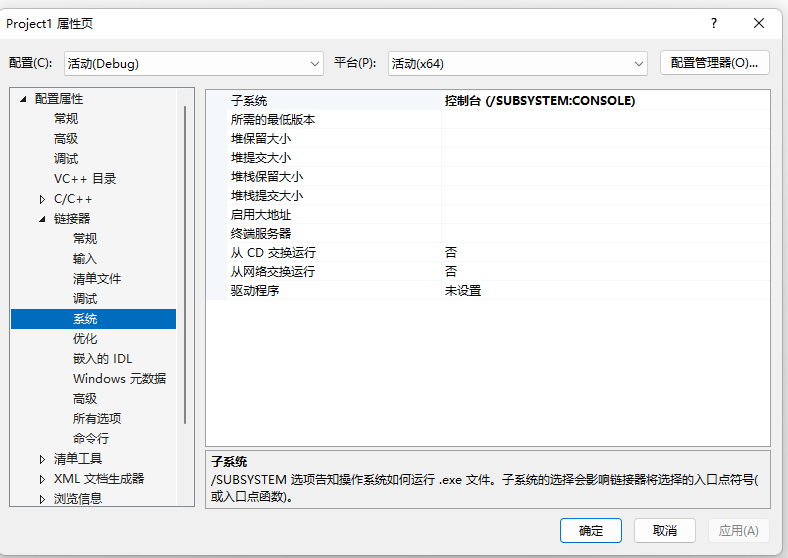 Project1 属性页
配置(C): 活动(Debug) 平台(P): 活动(x64) 配置管理器(O)...
配置属性
常规
高级
调试
VC++ 目录
C/C++
链接器
常规
输入
清单文件
调试
系统
优化
嵌入的 IDL
Windows 元数据
高级
所有选项
命令行
清单工具
XML 文档生成器
浏览信息
子系统 控制台 (/SUBSYSTEM:CONSOLE)
所需的最低版本
堆保留大小
堆提交大小
堆栈保留大小
堆栈提交大小
启用大地址
终端服务器
从 CD 交换运行 否
从网络交换运行 否
驱动程序 未设置
子系统
/SUBSYSTEM 选项告知操作系统如何运行 .exe 文件。子系统的选择会影响链接器将选择的入口点符号(
或入口点函数)。
确定 取消 应用(A)